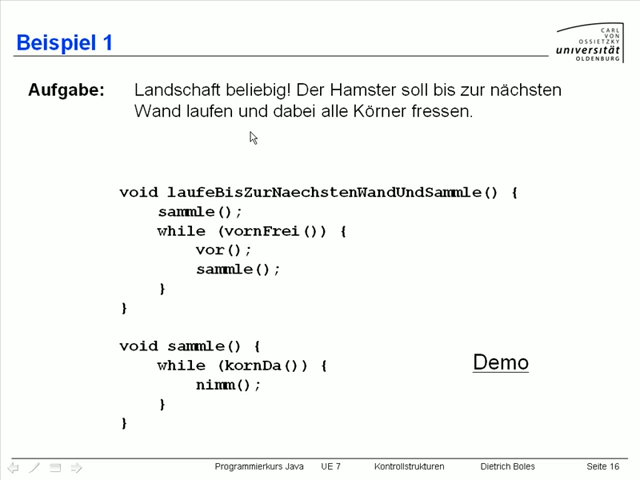 Beispiel 1
CARL
VON
OSSIETZKY
universität
OLDENBURG
Aufgabe: Landschaft beliebig! Der Hamster soll bis zur nächsten
Wand laufen und dabei alle Körner fressen.
void laufeBisZurNaechstenWandUndSammle() {
    sammle();
    while (vornFrei()) {
        vor();
        sammle();
    }
}
void sammle() {
    while (kornDa()) {
        nimm();
    }
}
Demo
Programmierkurs Java UE 7 Kontrollstrukturen Dietrich Boles Seite 16